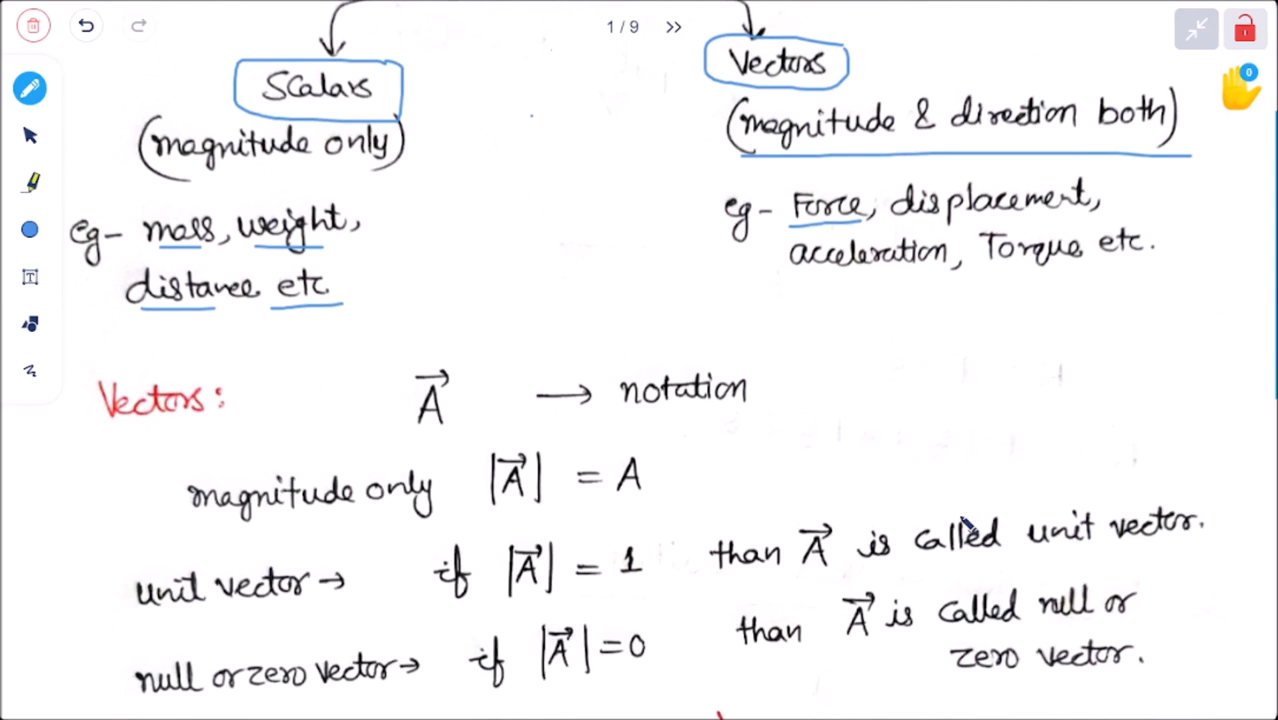 1 / 9 >>
0
Scalars
Vectors
(magnitude only)
(magnitude & direction both)
eg- mass, weight,
distance etc
eg- Force, displacement,
acceleration, Torque etc.
Vectors: A⃗ → notation
magnitude only |A⃗| = A
unit vector → if |A⃗| = 1 than A⃗ is called unit vector.
null or zero vector → if |A⃗| = 0 than A⃗ is called null or
zero vector.